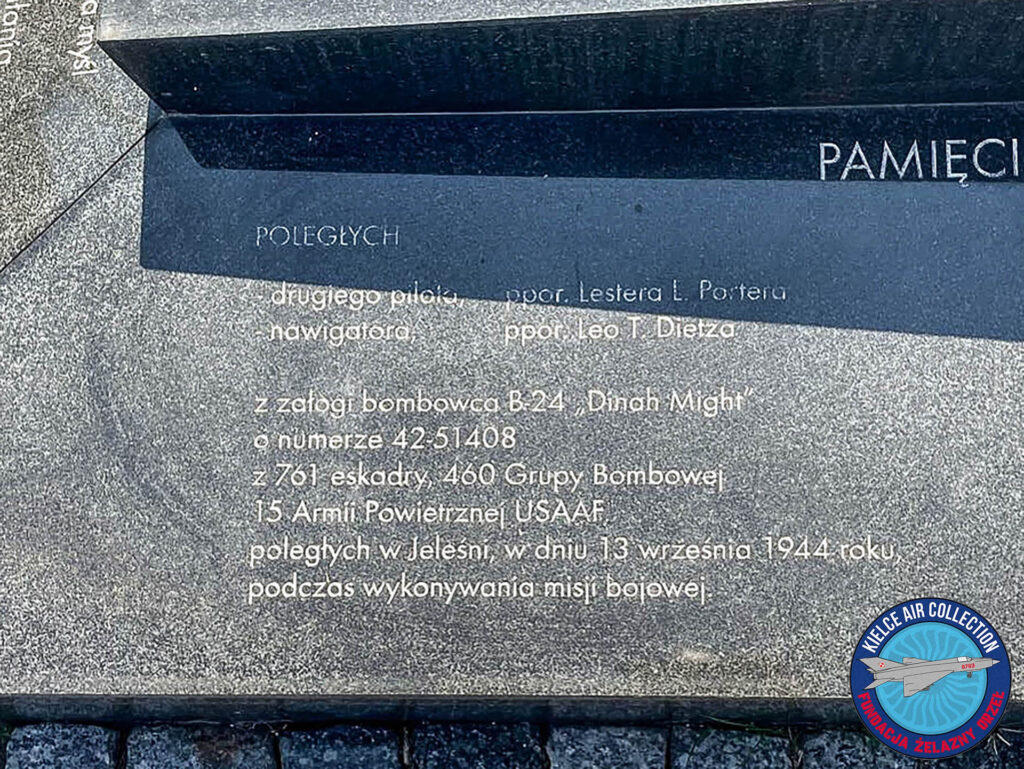 PAMIĘCI
POLEGŁYCH
- drugiego pilota, ppor. Lestera L. Portera
- nawigatora, ppor. Leo T. Dietza
z załogi bombowca B-24 „Dinah Might”
o numerze 42-51408
z 761 eskadry, 460 Grupy Bombowej
15 Armii Powietrznej USAAF,
poległych w Jeleśni, w dniu 13 września 1944 roku,
podczas wykonywania misji bojowej.
KIELCE AIR COLLECTION
0703
FUNDACJA ŻELAZNY ORZEŁ